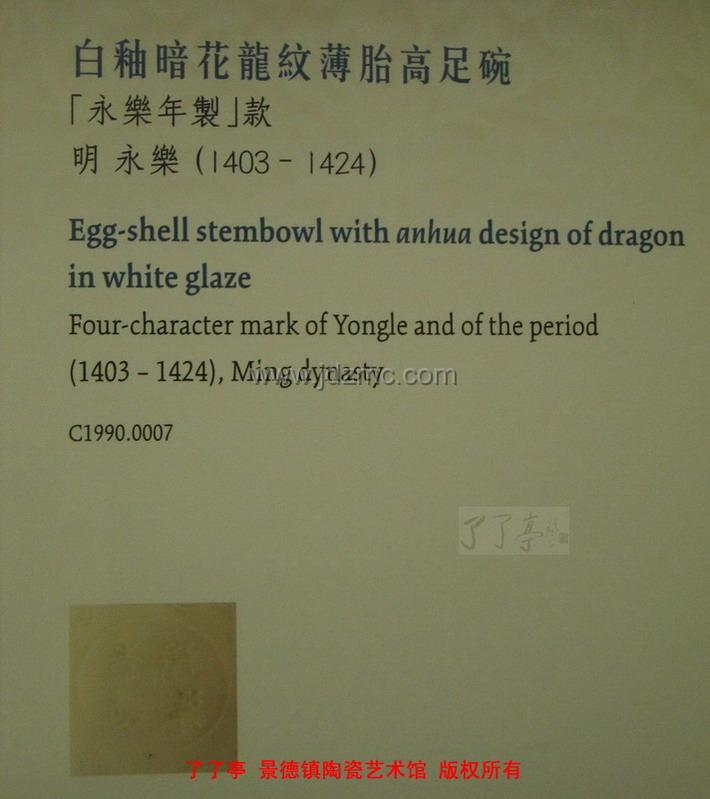 白釉暗花龍紋薄胎高足碗
「永樂年製」款
明 永樂 (1403 - 1424)
Egg-shell stembowl with anhua design of dragon
in white glaze
Four-character mark of Yongle and of the period
(1403 – 1424), Ming dynasty
www.jdzmc.com
C1990.0007
了了亭
了了亭 景德镇陶瓷艺术馆 版权所有